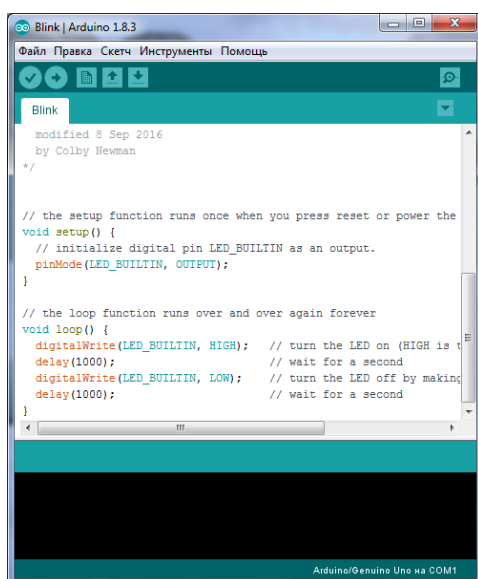 Blink | Arduino 1.8.3
Файл Правка Скетч Инструменты Помощь
Blink
modified 8 Sep 2016
by Colby Newman
*/
// the setup function runs once when you press reset or power the
void setup() {
// initialize digital pin LED_BUILTIN as an output.
pinMode(LED_BUILTIN, OUTPUT);
}
// the loop function runs over and over again forever
void loop() {
digitalWrite(LED_BUILTIN, HIGH);   // turn the LED on (HIGH is t
delay(1000);                       // wait for a second
digitalWrite(LED_BUILTIN, LOW);    // turn the LED off by making
delay(1000);                       // wait for a second
}
Arduino/Genuino Uno на COM1